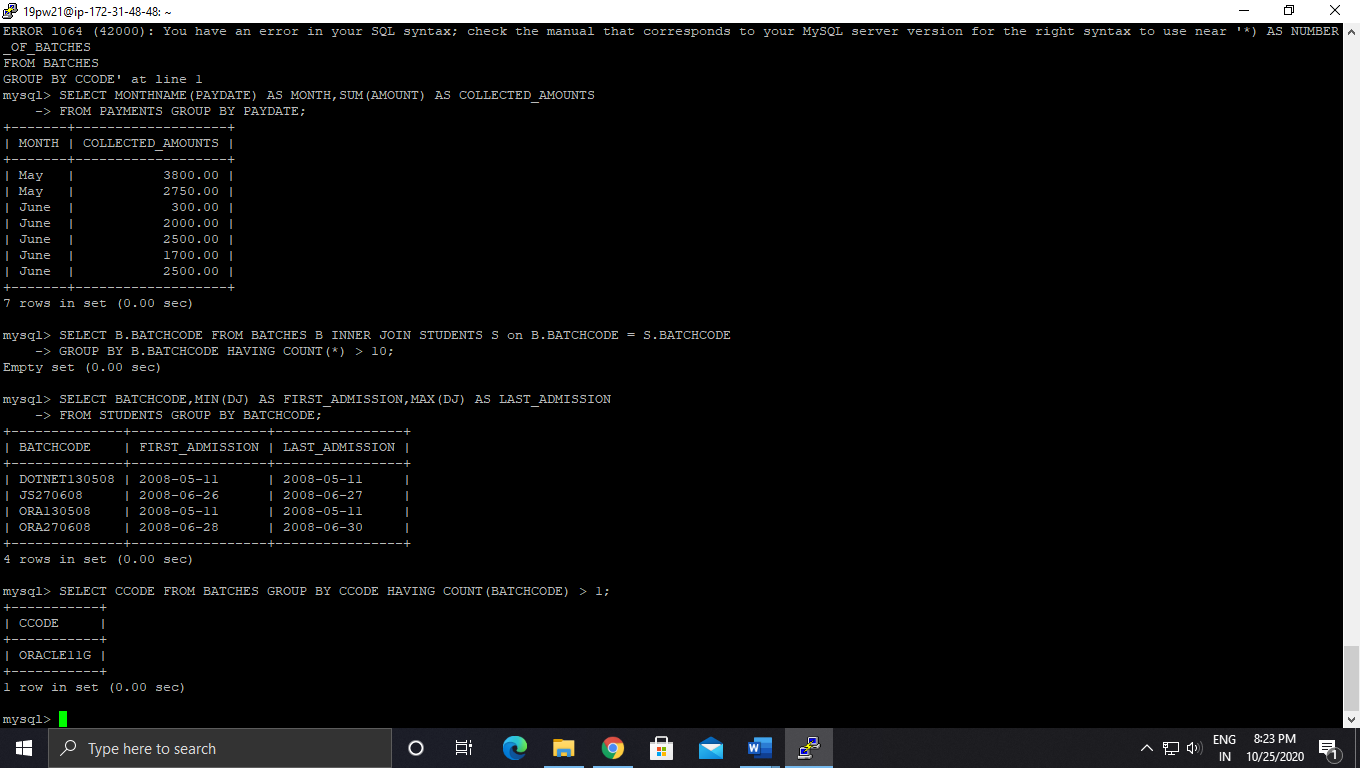 19pw21@ip-172-31-48-48: ~
ERROR 1064 (42000): You have an error in your SQL syntax; check the manual that corresponds to your MySQL server version for the right syntax to use near '*) AS NUMBER
_OF_BATCHES
FROM BATCHES
GROUP BY CCODE' at line 1
mysql> SELECT MONTHNAME(PAYDATE) AS MONTH,SUM(AMOUNT) AS COLLECTED_AMOUNTS
    -> FROM PAYMENTS GROUP BY PAYDATE;
+-------+-------------------+
| MONTH | COLLECTED_AMOUNTS |
+-------+-------------------+
| May   |           3800.00 |
| May   |           2750.00 |
| June  |            300.00 |
| June  |           2000.00 |
| June  |           2500.00 |
| June  |           1700.00 |
| June  |           2500.00 |
+-------+-------------------+
7 rows in set (0.00 sec)

mysql> SELECT B.BATCHCODE FROM BATCHES B INNER JOIN STUDENTS S on B.BATCHCODE = S.BATCHCODE
    -> GROUP BY B.BATCHCODE HAVING COUNT(*) > 10;
Empty set (0.00 sec)

mysql> SELECT BATCHCODE,MIN(DJ) AS FIRST_ADMISSION,MAX(DJ) AS LAST_ADMISSION
    -> FROM STUDENTS GROUP BY BATCHCODE;
+--------------+-----------------+----------------+
| BATCHCODE    | FIRST_ADMISSION | LAST_ADMISSION |
+--------------+-----------------+----------------+
| DOTNET130508 | 2008-05-11      | 2008-05-11     |
| JS270608     | 2008-06-26      | 2008-06-27     |
| ORA130508    | 2008-05-11      | 2008-05-11     |
| ORA270608    | 2008-06-28      | 2008-06-30     |
+--------------+-----------------+----------------+
4 rows in set (0.00 sec)

mysql> SELECT CCODE FROM BATCHES GROUP BY CCODE HAVING COUNT(BATCHCODE) > 1;
+-----------+
| CCODE     |
+-----------+
| ORACLE11G |
+-----------+
1 row in set (0.00 sec)

mysql>
Type here to search
W
ENG
IN
8:23 PM
10/25/2020
1